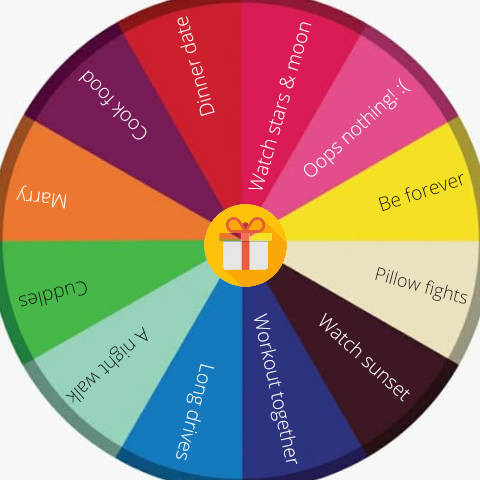 Watch stars & moon
Oops nothing! :(
Be forever
Pillow fights
Watch sunset
Workout together
Long drives
A night walk
Cuddles
Marry
Cook food
Dinner date